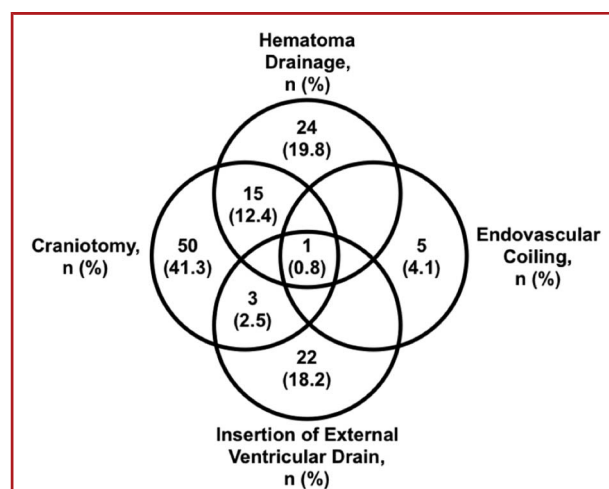 Hematoma
Drainage,
n (%)
24
(19.8)
15
(12.4)
Craniotomy,
n (%)
50
(41.3)
1
(0.8)
5
(4.1)
Endovascular
Coiling,
n (%)
3
(2.5)
22
(18.2)
Insertion of External
Ventricular Drain,
n (%)